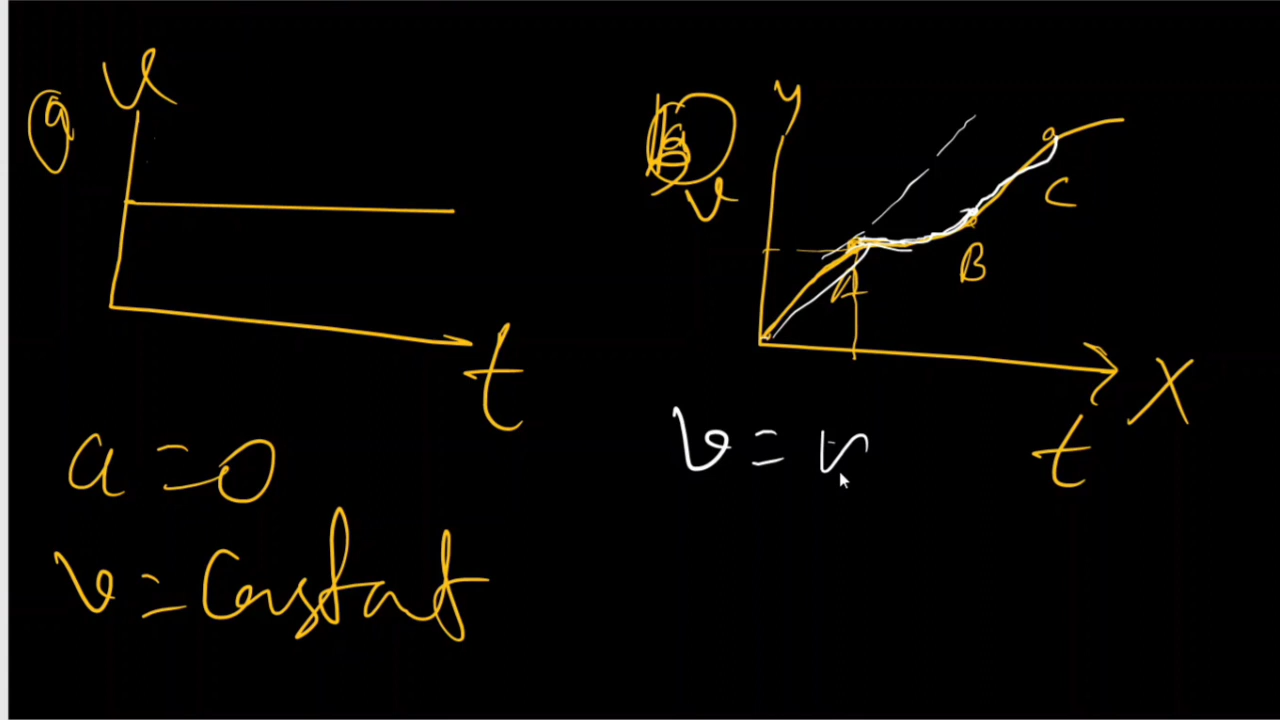 a
v
t
a = 0
v = Constant
y
v
A
B
C
X
t
v =